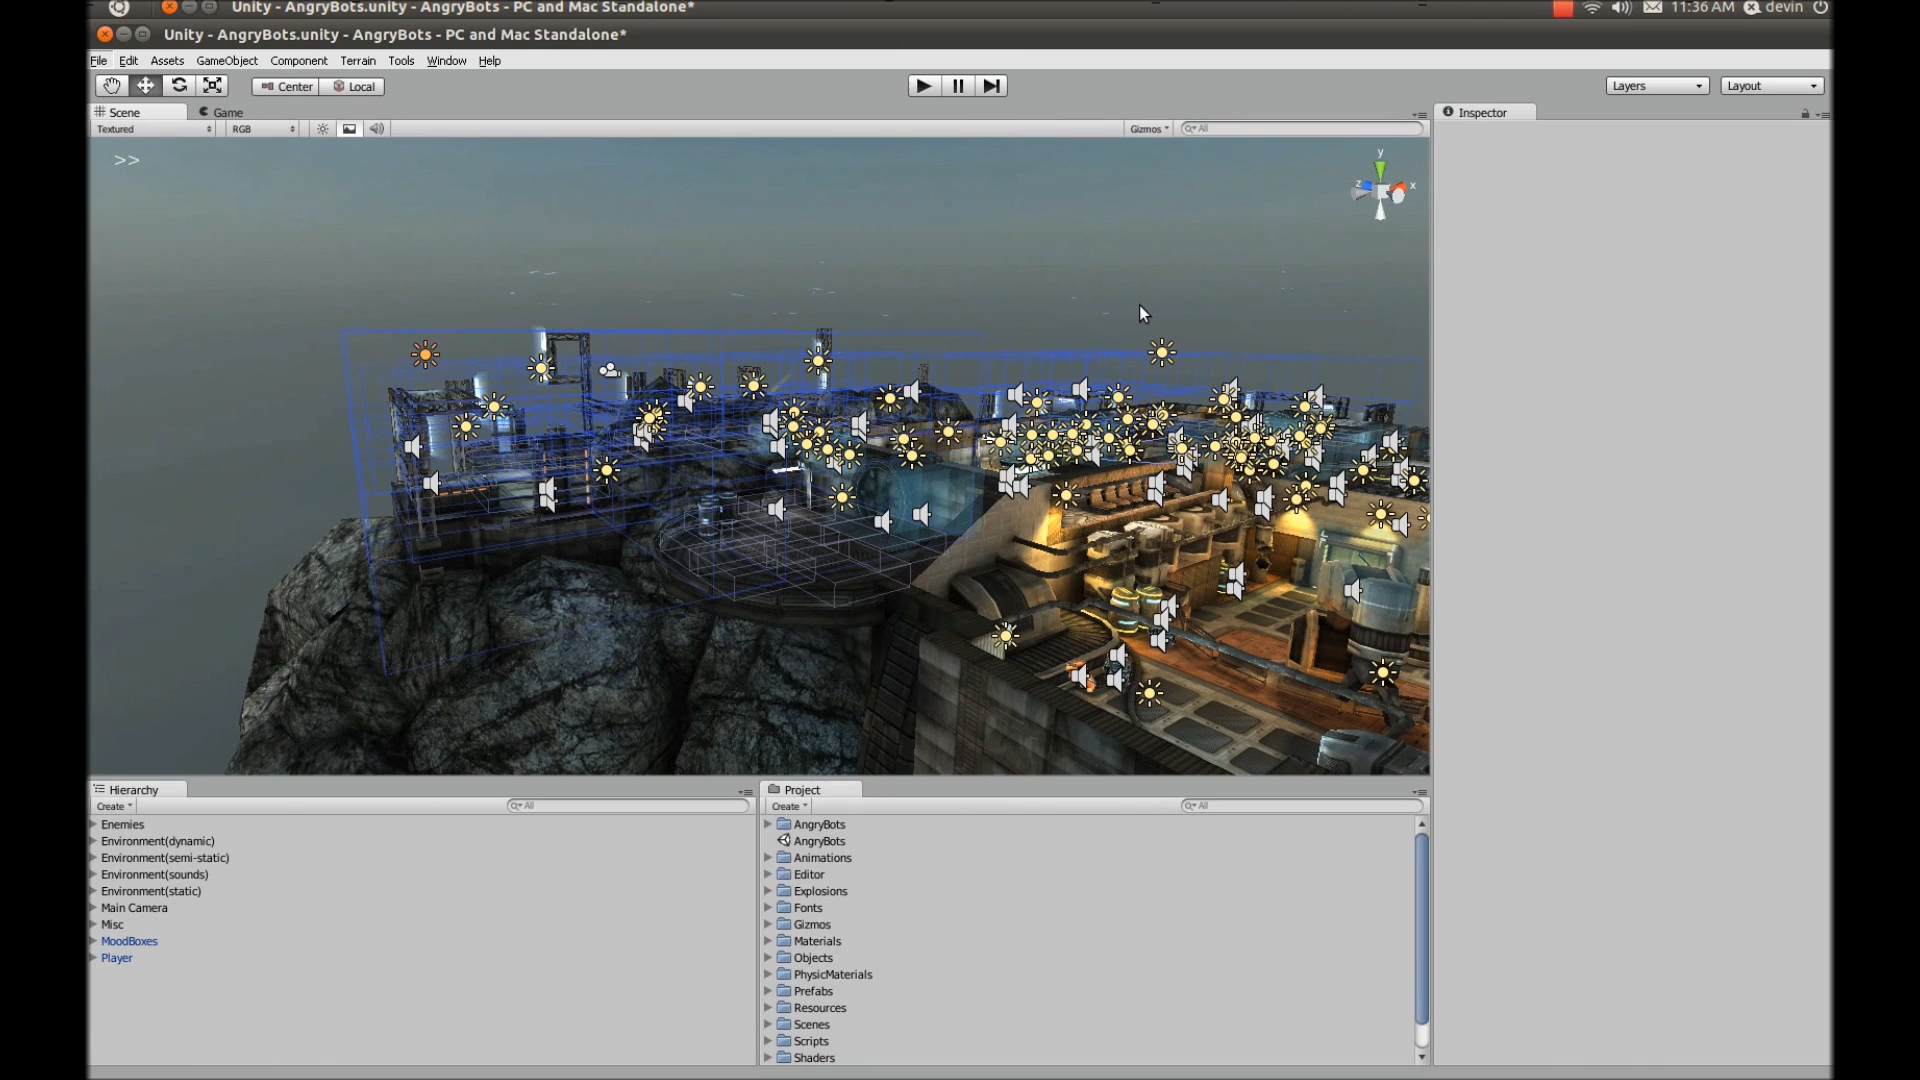 Unity - AngryBots.unity - AngryBots - PC and Mac Standalone*
11:36 AM devin
Unity - AngryBots.unity - AngryBots - PC and Mac Standalone*
File Edit Assets GameObject Component Terrain Tools Window Help
Center Local Layers Layout
Scene Game Inspector
Textured RGB Gizmos All
>>
y
z x
Hierarchy Project
Create All Create All
Enemies
Environment(dynamic)
Environment(semi-static)
Environment(sounds)
Environment(static)
Main Camera
Misc
MoodBoxes
Player
AngryBots
AngryBots
Animations
Editor
Explosions
Fonts
Gizmos
Materials
Objects
PhysicMaterials
Prefabs
Resources
Scenes
Scripts
Shaders